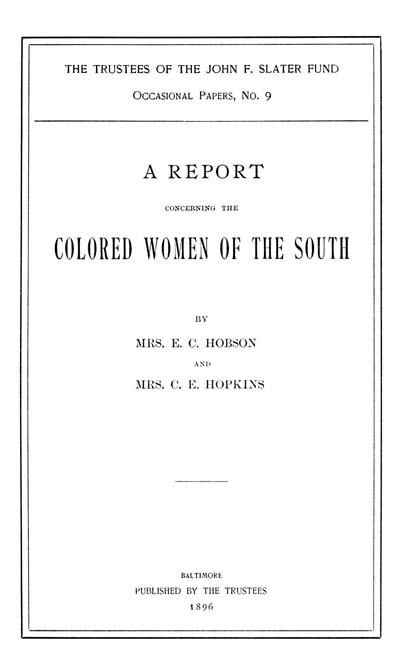 THE TRUSTEES OF THE JOHN F. SLATER FUND
OCCASIONAL PAPERS, NO. 9
A REPORT
CONCERNING THE
COLORED WOMEN OF THE SOUTH
BY
MRS. E. C. HOBSON
AND
MRS. C. E. HOPKINS
BALTIMORE
PUBLISHED BY THE TRUSTEES
1896